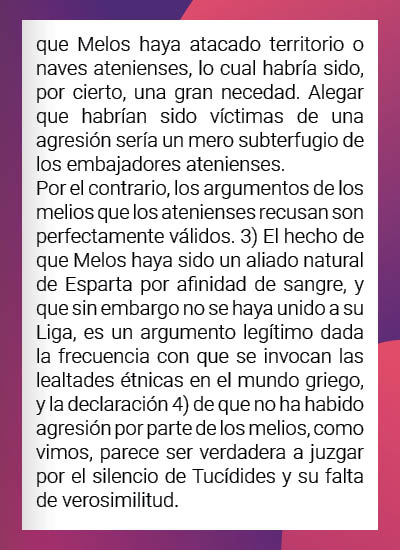 que Melos haya atacado territorio o
naves atenienses, lo cual habría sido,
por cierto, una gran necedad. Alegar
que habrían sido víctimas de una
agresión sería un mero subterfugio de
los embajadores atenienses.
Por el contrario, los argumentos de los
melios que los atenienses recusan son
perfectamente válidos. 3) El hecho de
que Melos haya sido un aliado natural
de Esparta por afinidad de sangre, y
que sin embargo no se haya unido a su
Liga, es un argumento legítimo dada
la frecuencia con que se invocan las
lealtades étnicas en el mundo griego,
y la declaración 4) de que no ha habido
agresión por parte de los melios, como
vimos, parece ser verdadera a juzgar
por el silencio de Tucídides y su falta
de verosimilitud.